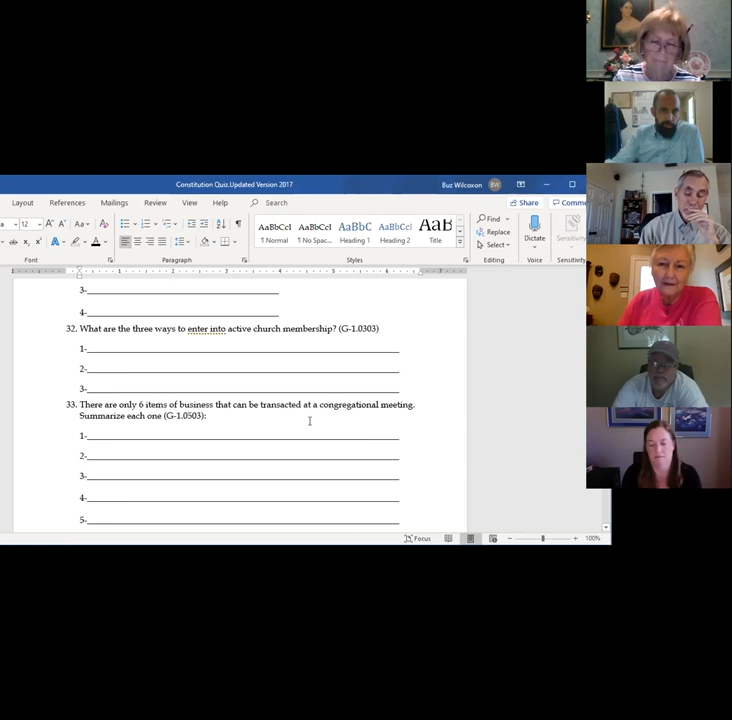 Constitution Quiz.Updated Version 2017
Buz Wilcoxon
BW
Layout References Mailings Review View Help Search Share
12
Find
Replace
Select
AaBbCcI AaBbCcI AaBbC AaBbCcI AaB
¶ Normal ¶ No Spac... Heading 1 Heading 2 Title
Dictate
Sensitivity
Font Paragraph Styles Editing Voice Sensitivity
3-
4-
32. What are the three ways to enter into active church membership? (G-1.0303)
1-
2-
3-
33. There are only 6 items of business that can be transacted at a congregational meeting.
Summarize each one (G-1.0503):
1-
2-
3-
4-
5-
Focus
100%